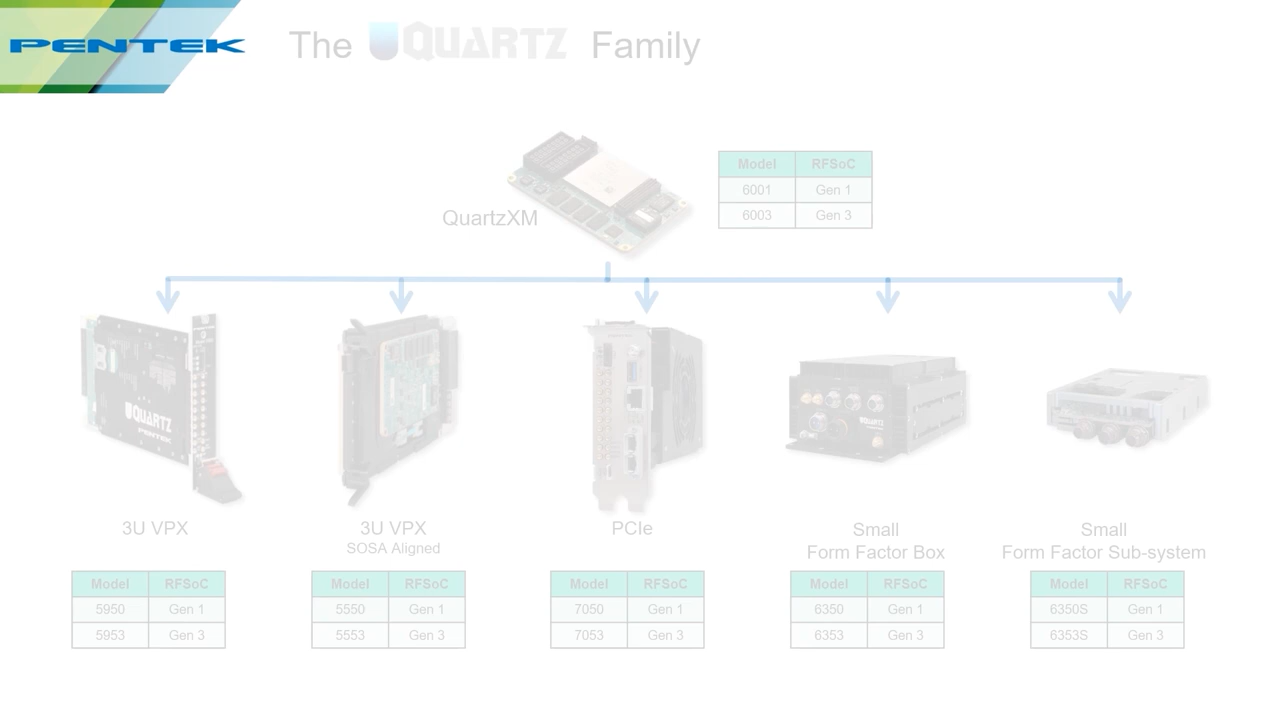 PENTEK
The QUARTZ Family
QuartzXM
Model RFSoC
6001 Gen 1
6003 Gen 3
QUARTZ
PENTEK
QUARTZ
3U VPX
3U VPX
SOSA Aligned
PCIe
Small
Form Factor Box
Small
Form Factor Sub-system
Model RFSoC
5950 Gen 1
5953 Gen 3
Model RFSoC
5550 Gen 1
5553 Gen 3
Model RFSoC
7050 Gen 1
7053 Gen 3
Model RFSoC
6350 Gen 1
6353 Gen 3
Model RFSoC
6350S Gen 1
6353S Gen 3